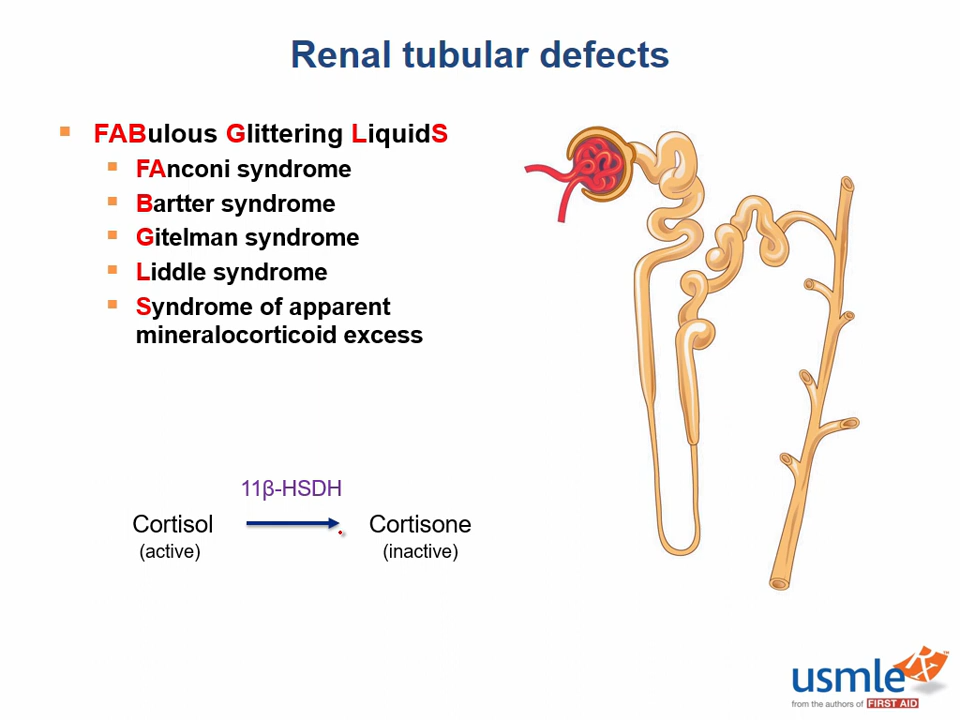 Renal tubular defects
FABulous Glittering LiquidS
FAnconi syndrome
Bartter syndrome
Gitelman syndrome
Liddle syndrome
Syndrome of apparent
mineralocorticoid excess
11β-HSDH
Cortisol
Cortisone
(active)
(inactive)
usmle Rx™
from the authors of FIRST AID